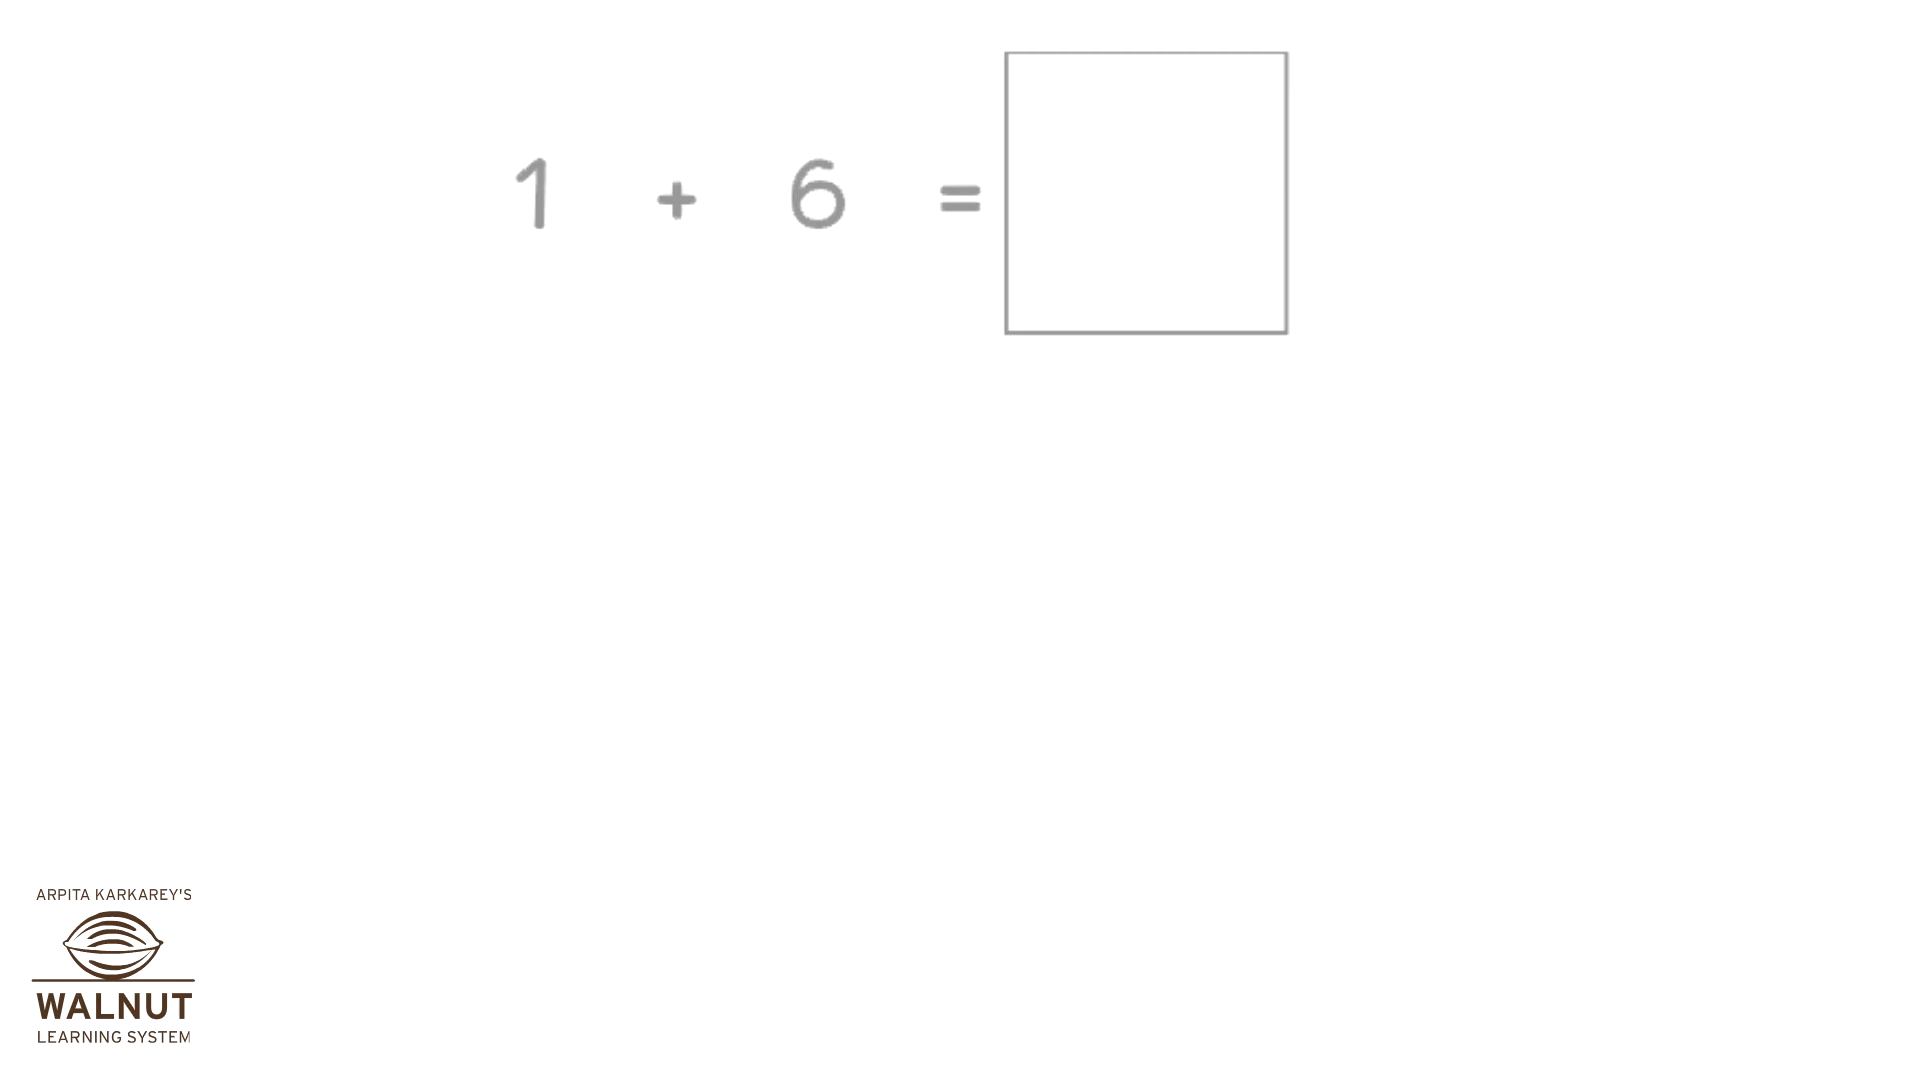 1 + 6 =
ARPITA KARKAREY'S
WALNUT
LEARNING SYSTEM